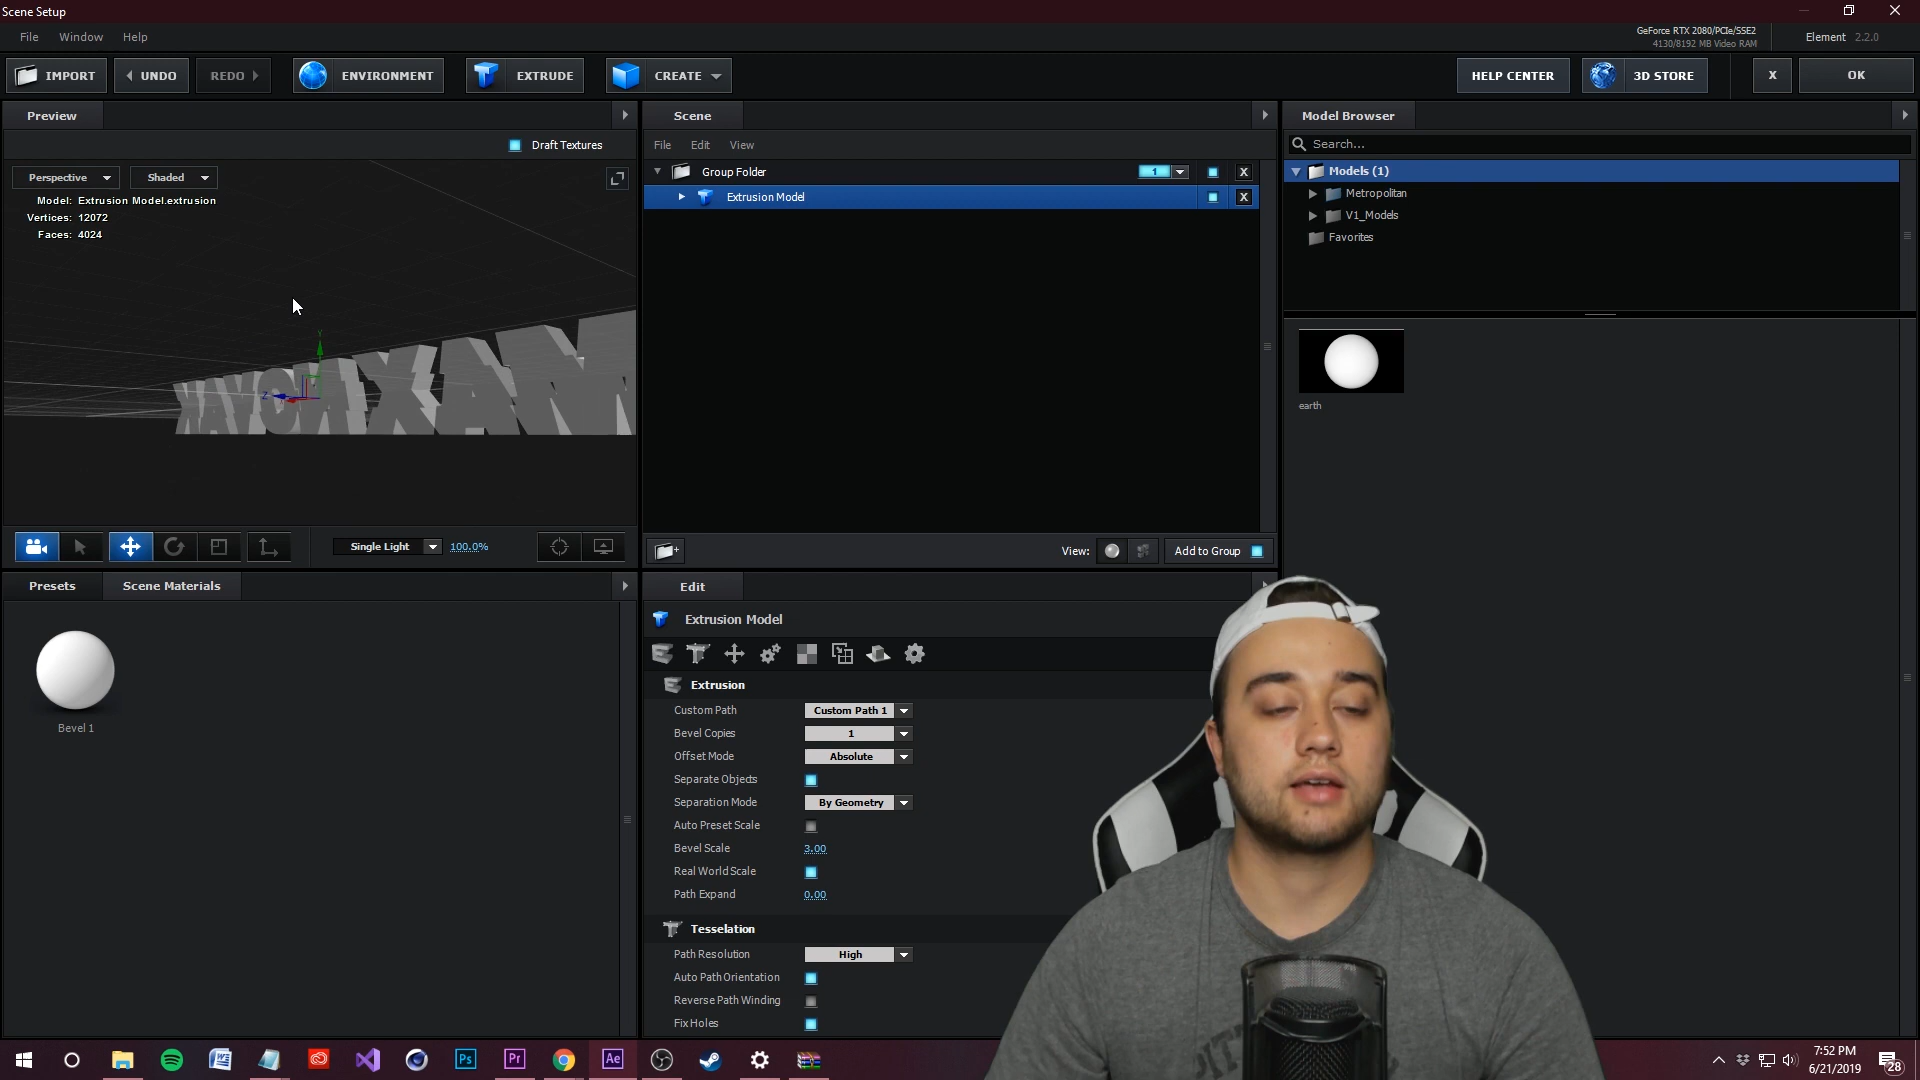 Scene Setup
File Window Help
GeForce RTX 2080/PCIe/SSE2
4130/8192 MB Video RAM
Element 2.2.0
IMPORT UNDO REDO ENVIRONMENT EXTRUDE CREATE HELP CENTER 3D STORE X OK
Preview
Draft Textures
Perspective Shaded
Model: Extrusion Model.extrusion
Vertices: 12072
Faces: 4024
Y
Z
Single Light 100.0%
Scene
File Edit View
Group Folder 1 X
Extrusion Model X
View: Add to Group
Model Browser
Search...
Models (1)
Metropolitan
V1_Models
Favorites
earth
Presets Scene Materials
Bevel 1
Edit
Extrusion Model
Extrusion
Custom Path Custom Path 1
Bevel Copies 1
Offset Mode Absolute
Separate Objects
Separation Mode By Geometry
Auto Preset Scale
Bevel Scale 3.00
Real World Scale
Path Expand 0.00
Tesselation
Path Resolution High
Auto Path Orientation
Reverse Path Winding
Fix Holes
Ps Pr Ae
7:52 PM
6/21/2019
28